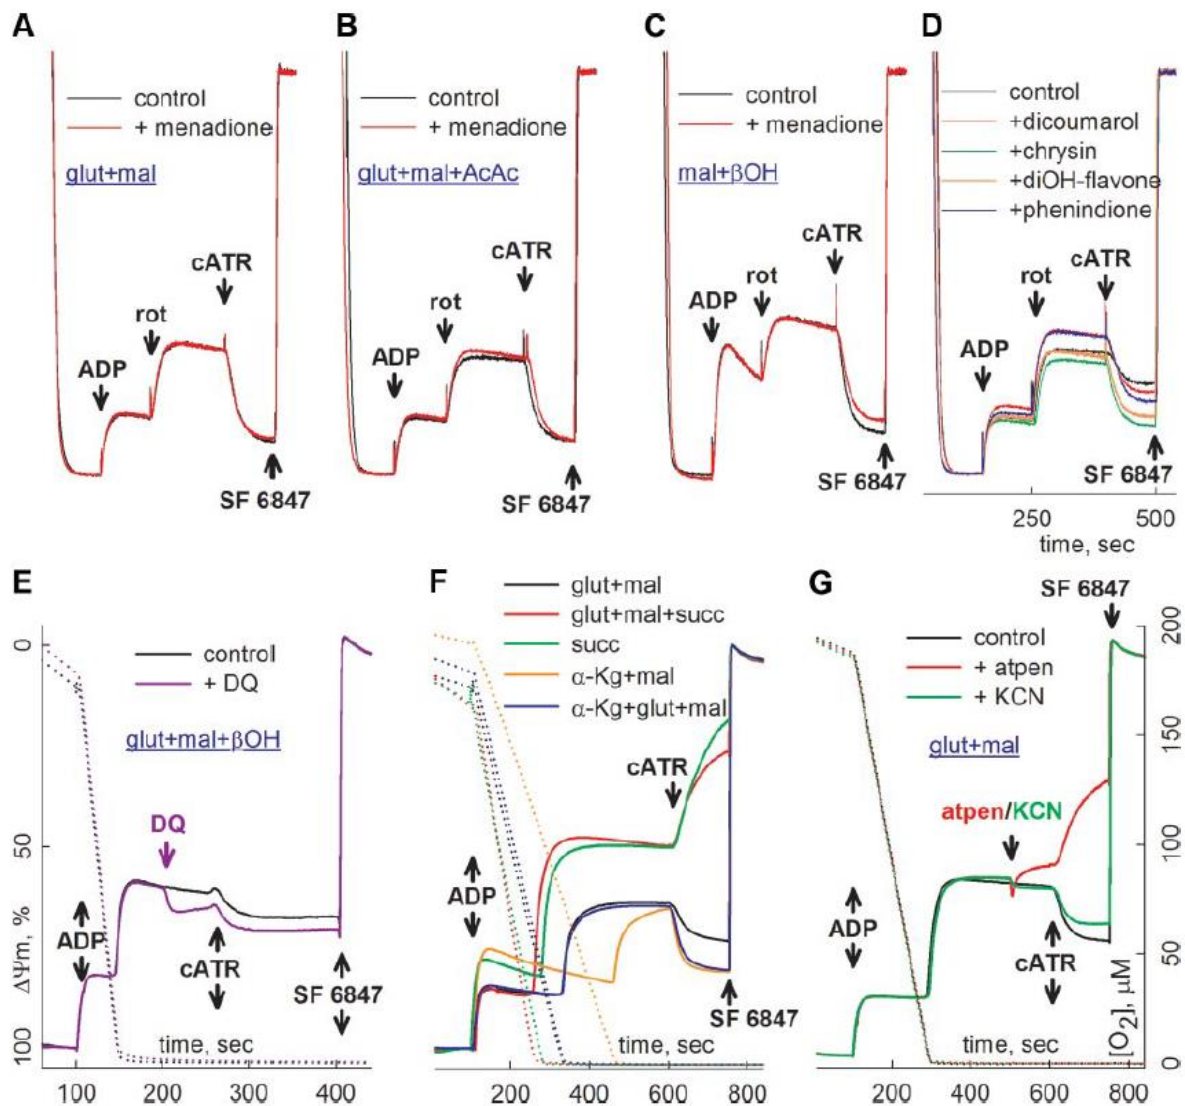 A
control
+ menadione
glut+mal
ADP
rot
cATR
SF 6847
B
control
+ menadione
glut+mal+AcAc
ADP
rot
cATR
SF 6847
C
control
+ menadione
mal+βOH
ADP
rot
cATR
SF 6847
D
control
+dicoumarol
+chrysin
+diOH-flavone
+phenindione
ADP
rot
cATR
SF 6847
250 500
time, sec
E
control
+ DQ
glut+mal+βOH
DQ
ADP
cATR
SF 6847
0
50
100
ΔΨm, %
time, sec
100 200 300 400
F
glut+mal
glut+mal+succ
succ
α-Kg+mal
α-Kg+glut+mal
ADP
cATR
SF 6847
time, sec
200 400 600 800
G
SF 6847
control
+ atpen
+ KCN
glut+mal
atpen/KCN
ADP
cATR
time, sec
200 400 600 800
200
150
100
50
0
[O2], μM